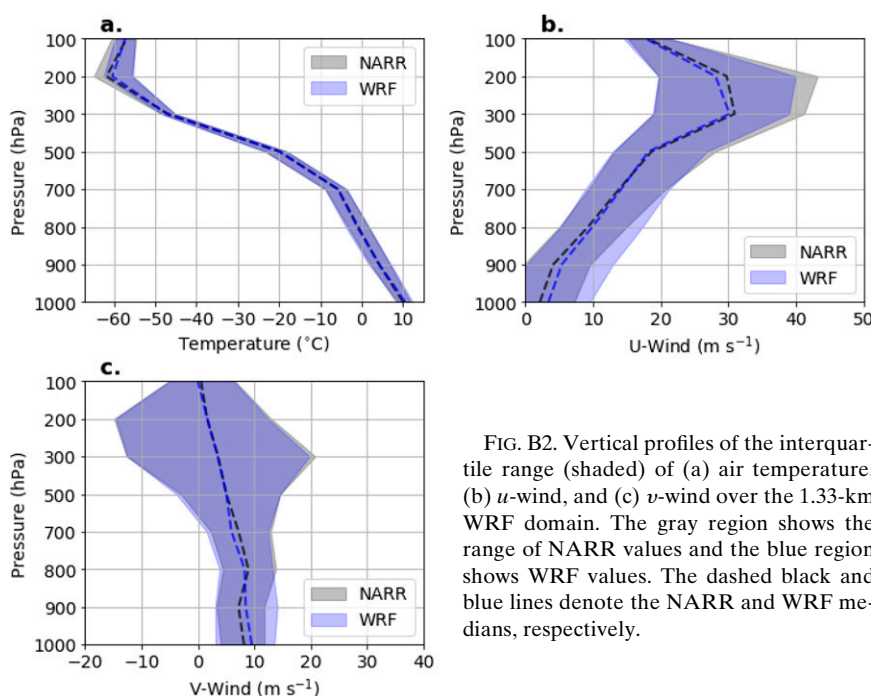 a.
100
200
300
500
700
800
900
1000
Pressure (hPa)
NARR
WRF
−60 −50 −40 −30 −20 −10 0 10
Temperature (°C)
b.
100
200
300
500
700
800
900
1000
Pressure (hPa)
NARR
WRF
0 10 20 30 40 50
U-Wind (m s⁻¹)
c.
100
200
300
500
700
800
900
1000
Pressure (hPa)
NARR
WRF
−20 −10 0 10 20 30 40
V-Wind (m s⁻¹)
FIG. B2. Vertical profiles of the interquar-
tile range (shaded) of (a) air temperature,
(b) u-wind, and (c) v-wind over the 1.33-km
WRF domain. The gray region shows the
range of NARR values and the blue region
shows WRF values. The dashed black and
blue lines denote the NARR and WRF me-
dians, respectively.